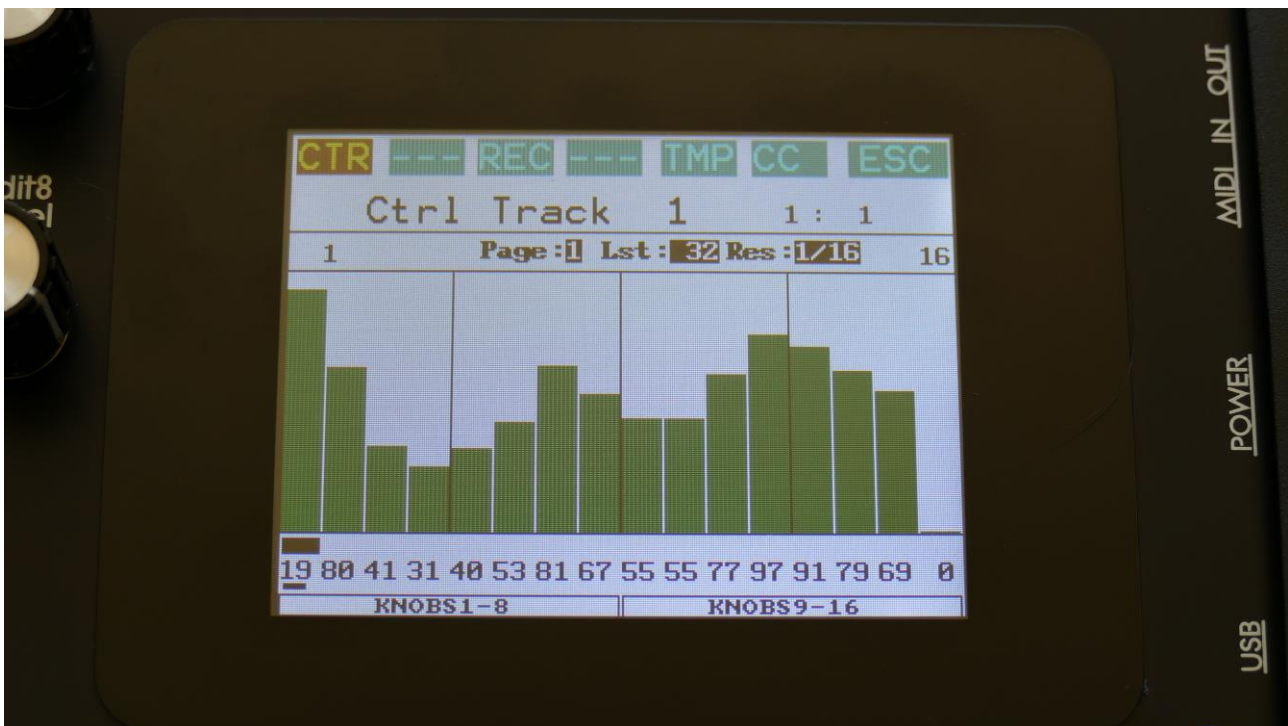 CTR --- REC --- TMP CC ESC
Ctrl Track 1 1: 1
1 Page:1 Lst: 32 Res:1/16 16
19 80 41 31 40 53 81 67 55 55 77 97 91 79 69 0
KNOBS1-8 KNOBS9-16
dit8
MIDI IN OUT
POWER
USB